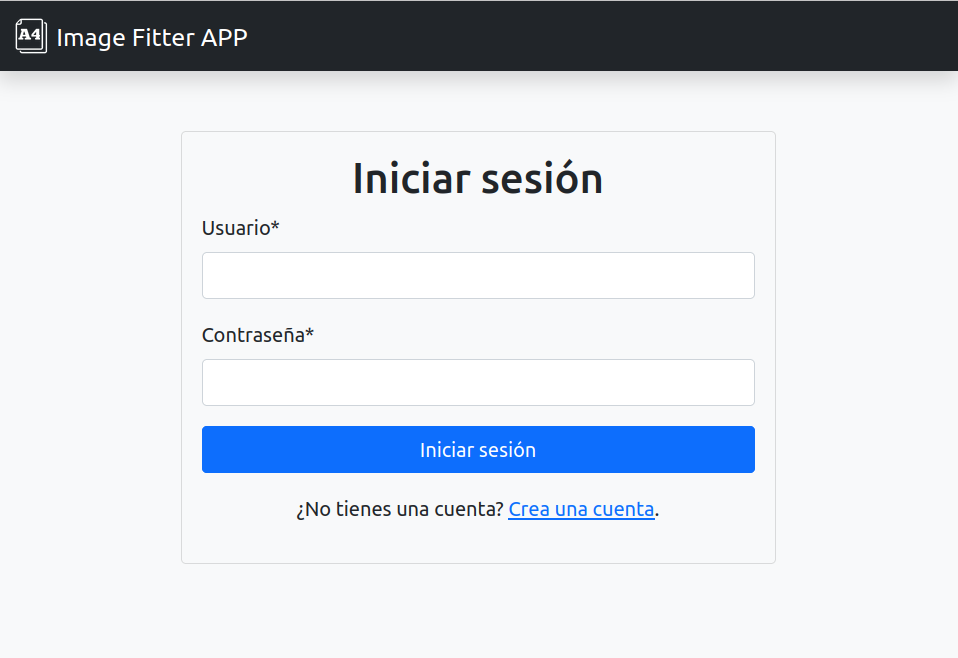 A4 Image Fitter APP
Iniciar sesión
Usuario*
Contraseña*
Iniciar sesión
¿No tienes una cuenta? Crea una cuenta.